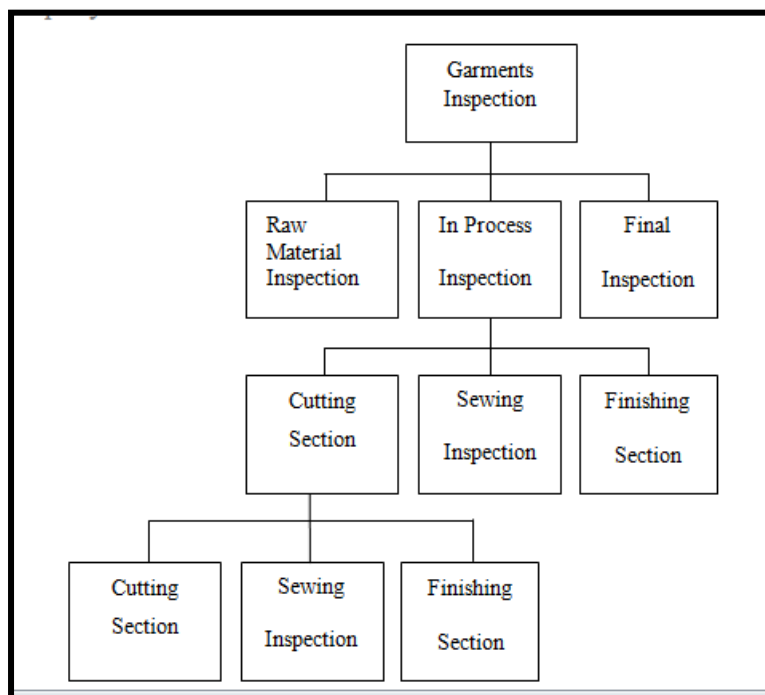 Garments
Inspection
Raw
Material
Inspection
In Process
Inspection
Final
Inspection
Cutting
Section
Sewing
Inspection
Finishing
Section
Cutting
Section
Sewing
Inspection
Finishing
Section